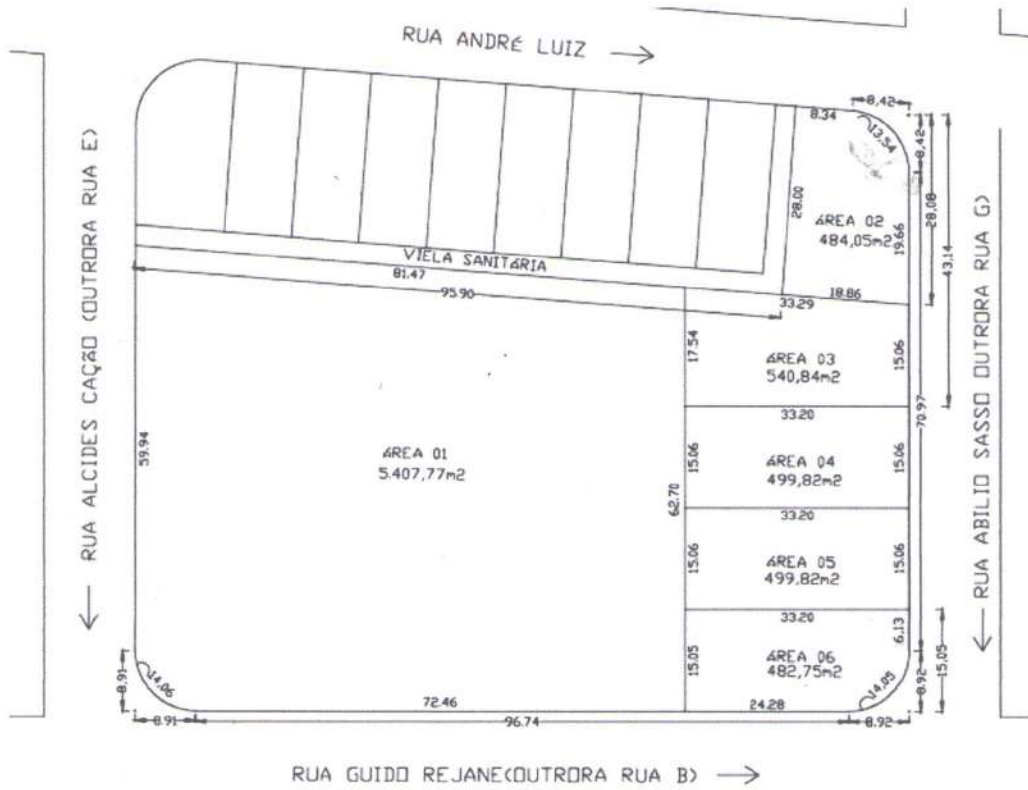 RUA ANDRÉ LUIZ
8,42
8.34
13,54
8,42
28,08
43,14
28.00
ÁREA 02
484,05m2
19.66
RUA ALCIDES CAÇÃO (OUTRORA RUA E)
VIELA SANITÁRIA
81.47
95.90
18.86
33.29
17.54
ÁREA 03
540,84m2
15.06
33.20
70.97
RUA ABILIO SASSO OUTRORA RUA G)
59.94
ÁREA 01
5.407,77m2
62.70
15.06
ÁREA 04
499,82m2
15.06
33.20
15.06
ÁREA 05
499,82m2
15.06
33.20
6.13
15.05
ÁREA 06
482,75m2
15,05
8.92
14,05
8.91
14,06
72.46
24.28
8.91
96.74
8.92
RUA GUIDO REJANE(OUTRORA RUA B)